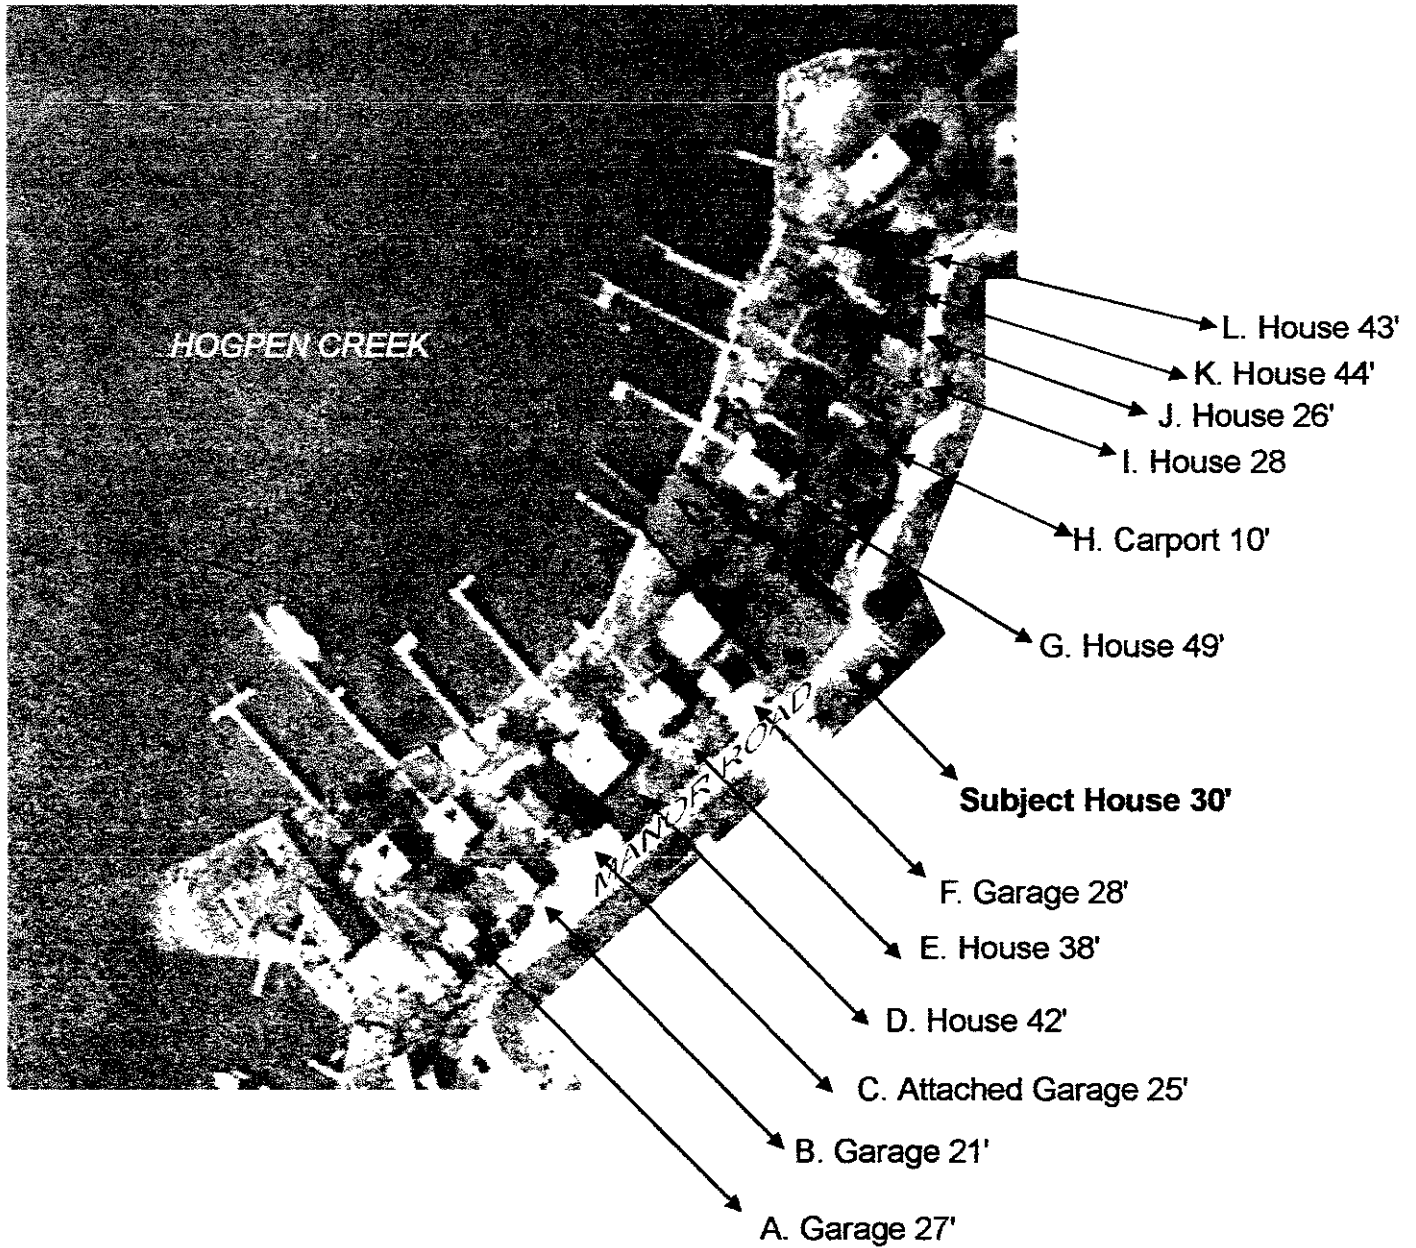 HOGPEN CREEK
L. House 43'
K. House 44'
J. House 26'
I. House 28
H. Carport 10'
G. House 49'
MANOR ROAD
Subject House 30'
F. Garage 28'
E. House 38'
D. House 42'
C. Attached Garage 25'
B. Garage 21'
A. Garage 27'